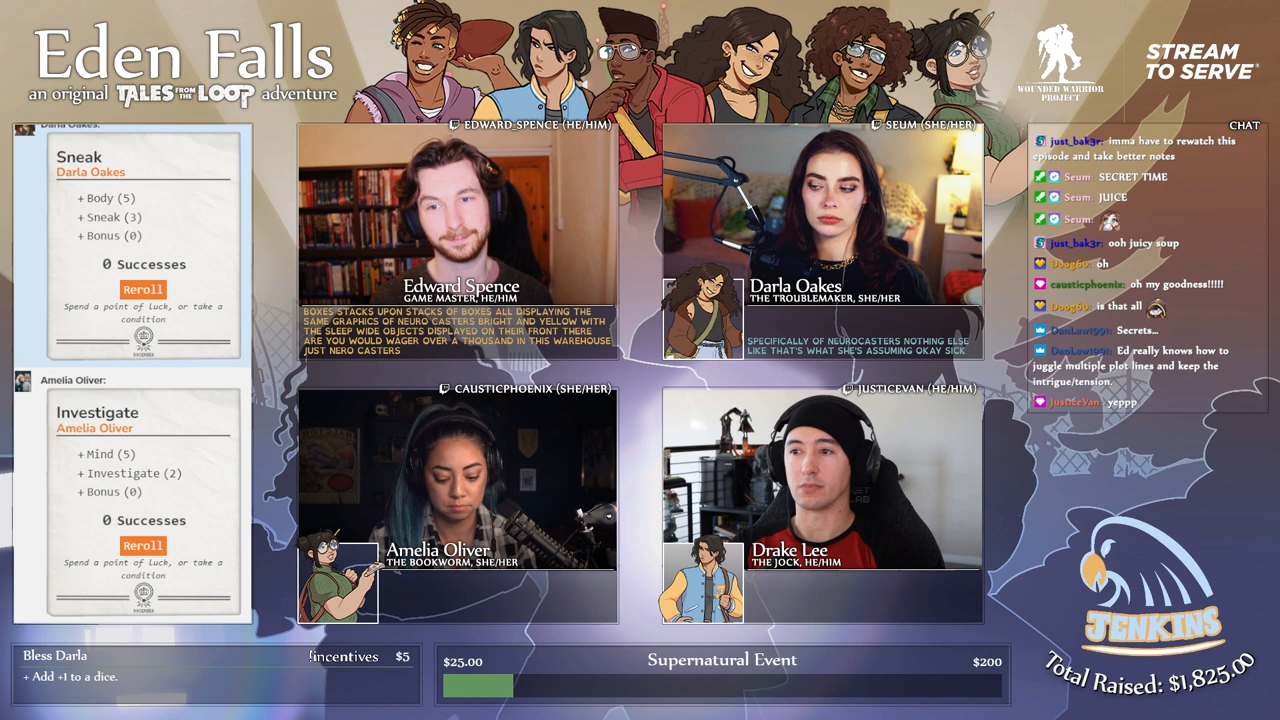 Eden Falls
an original TALES FROM THE LOOP adventure
WOUNDED WARRIOR
PROJECT
STREAM
TO SERVE
Darla Oakes:
Sneak
Darla Oakes
+ Body (5)
+ Sneak (3)
+ Bonus (0)
0 Successes
Reroll
Spend a point of luck, or take a
condition
Amelia Oliver:
Investigate
Amelia Oliver
+ Mind (5)
+ Investigate (2)
+ Bonus (0)
0 Successes
Reroll
Spend a point of luck, or take a
condition
EDWARD_SPENCE (HE/HIM)
Edward Spence
GAME MASTER, HE/HIM
BOXES STACKS UPON STACKS OF BOXES ALL DISPLAYING THE
SAME GRAPHICS OF NEURO CASTERS BRIGHT AND YELLOW WITH
THE SLEEP WIDE OBJECTS DISPLAYED ON THEIR FRONT THERE
ARE YOU WOULD WAGER OVER A THOUSAND IN THIS WAREHOUSE
JUST NERO CASTERS
SEUM (SHE/HER)
Darla Oakes
THE TROUBLEMAKER, SHE/HER
SPECIFICALLY OF NEUROCASTERS NOTHING ELSE
LIKE THAT'S WHAT SHE'S ASSUMING OKAY SICK
CAUSTICPHOENIX (SHE/HER)
Amelia Oliver
THE BOOKWORM, SHE/HER
JUSTICEVAN (HE/HIM)
Drake Lee
THE JOCK, HE/HIM
CHAT
just_bak3r: imma have to rewatch this
episode and take better notes
Seum: SECRET TIME
Seum: JUICE
Seum:
just_bak3r: ooh juicy soup
Doog60: oh
causticphoenix: oh my goodness!!!!!
Doog60: is that all
DanLaw1991: Secrets...
DanLaw1991: Ed really knows how to
juggle multiple plot lines and keep the
intrigue/tension.
JusticeVan: yeppp
JENKINS
Total Raised: $1,825.00
Bless Darla
!incentives $5
+ Add +1 to a dice.
$25.00
Supernatural Event
$200